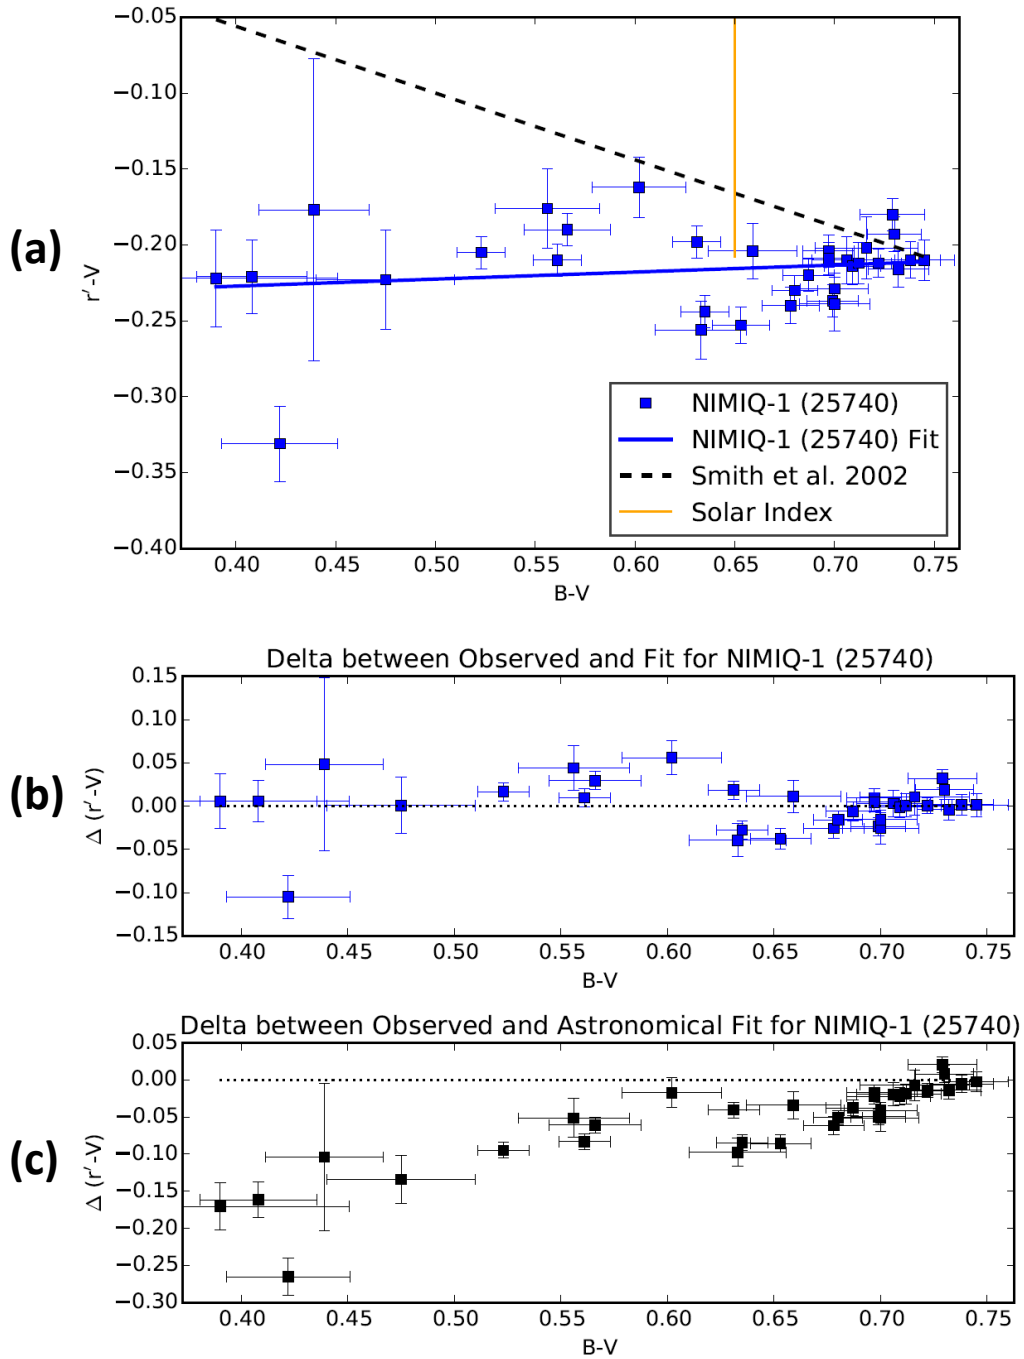 (a)
−0.05
−0.10
−0.15
−0.20
−0.25
−0.30
−0.35
−0.40
r′-V
0.40 0.45 0.50 0.55 0.60 0.65 0.70 0.75
B-V
NIMIQ-1 (25740)
NIMIQ-1 (25740) Fit
Smith et al. 2002
Solar Index
Delta between Observed and Fit for NIMIQ-1 (25740)
(b)
0.15
0.10
0.05
0.00
−0.05
−0.10
−0.15
Δ (r′-V)
0.40 0.45 0.50 0.55 0.60 0.65 0.70 0.75
B-V
Delta between Observed and Astronomical Fit for NIMIQ-1 (25740)
(c)
0.05
0.00
−0.05
−0.10
−0.15
−0.20
−0.25
−0.30
Δ (r′-V)
0.40 0.45 0.50 0.55 0.60 0.65 0.70 0.75
B-V